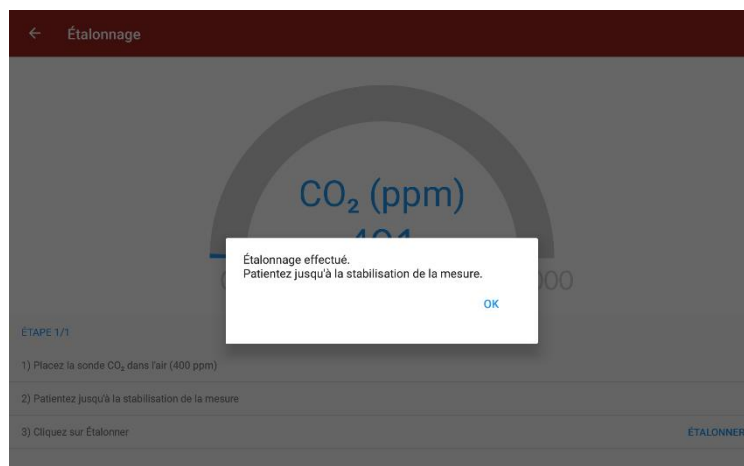 Étalonnage
CO₂ (ppm)
Étalonnage effectué.
Patientez jusqu'à la stabilisation de la mesure.
OK
ÉTAPE 1/1
1) Placez la sonde CO₂ dans l'air (400 ppm)
2) Patientez jusqu'à la stabilisation de la mesure
3) Cliquez sur Étalonner
ÉTALONNER